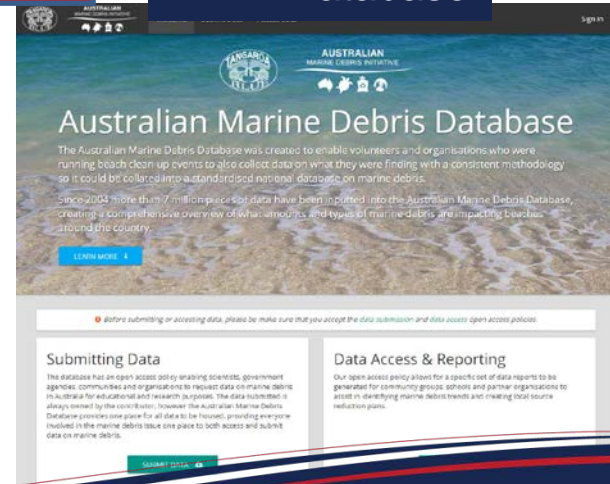 AUSTRALIAN
MARINE DEBRIS INITIATIVE
Sign in
TANGAROA
BLUE
AUSTRALIAN
MARINE DEBRIS INITIATIVE
Australian Marine Debris Database
The Australian Marine Debris Database was created to enable volunteers and organisations who were
running beach clean-up events to also collect data on what they were finding with a consistent methodology
so it could be collated into a standardised national database on marine debris.
Since 2004 more than 7 million pieces of data have been inputted into the Australian Marine Debris Database,
creating a comprehensive overview of what amounts and types of marine debris are impacting beaches
around the country.
LEARN MORE
Before submitting or accessing data, please be make sure that you accept the data submission and data access open access policies.
Submitting Data
The database has an open access policy enabling scientists, government
agencies, communities and organisations to request data on marine debris
in Australia for educational and research purposes. The data submitted is
always owned by the contributor, however the Australian Marine Debris
Database provides one place for all data to be housed, providing everyone
involved in the marine debris issue one place to both access and submit
data on marine debris.
SUBMIT DATA
Data Access & Reporting
Our open access policy allows for a specific set of data reports to be
generated for community groups, schools and partner organisations to
assist in identifying marine debris trends and creating local source
reduction plans.